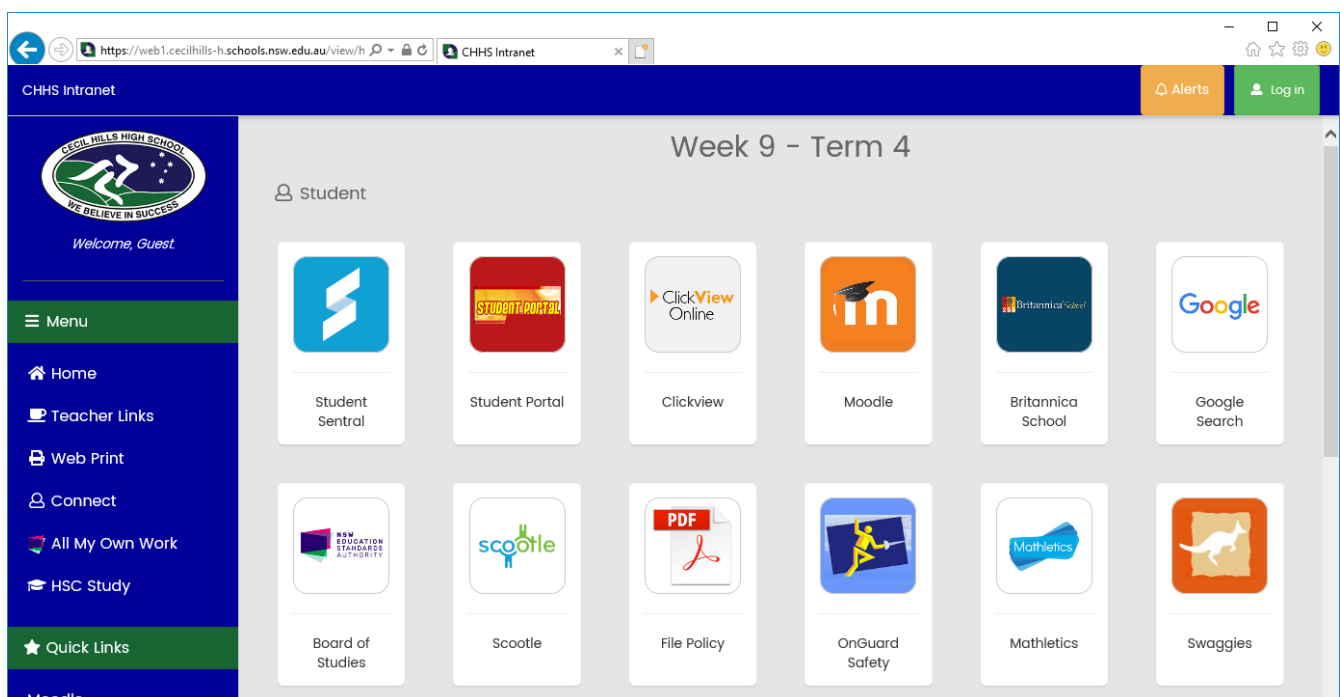 https://web1.cecilhills-h.schools.nsw.edu.au/view/h
CHHS Intranet
CHHS Intranet
Alerts
Log in
CECIL HILLS HIGH SCHOOL
WE BELIEVE IN SUCCESS
Welcome, Guest.
Menu
Home
Teacher Links
Web Print
Connect
All My Own Work
HSC Study
Quick Links
Moodle
Week 9 - Term 4
Student
STUDENT PORTAL
ClickView
Online
m
Britannica School
Google
Student
Sentral
Student Portal
Clickview
Moodle
Britannica
School
Google
Search
NSW
EDUCATION
STANDARDS
AUTHORITY
scootle
PDF
Mathletics
Board of
Studies
Scootle
File Policy
OnGuard
Safety
Mathletics
Swaggies